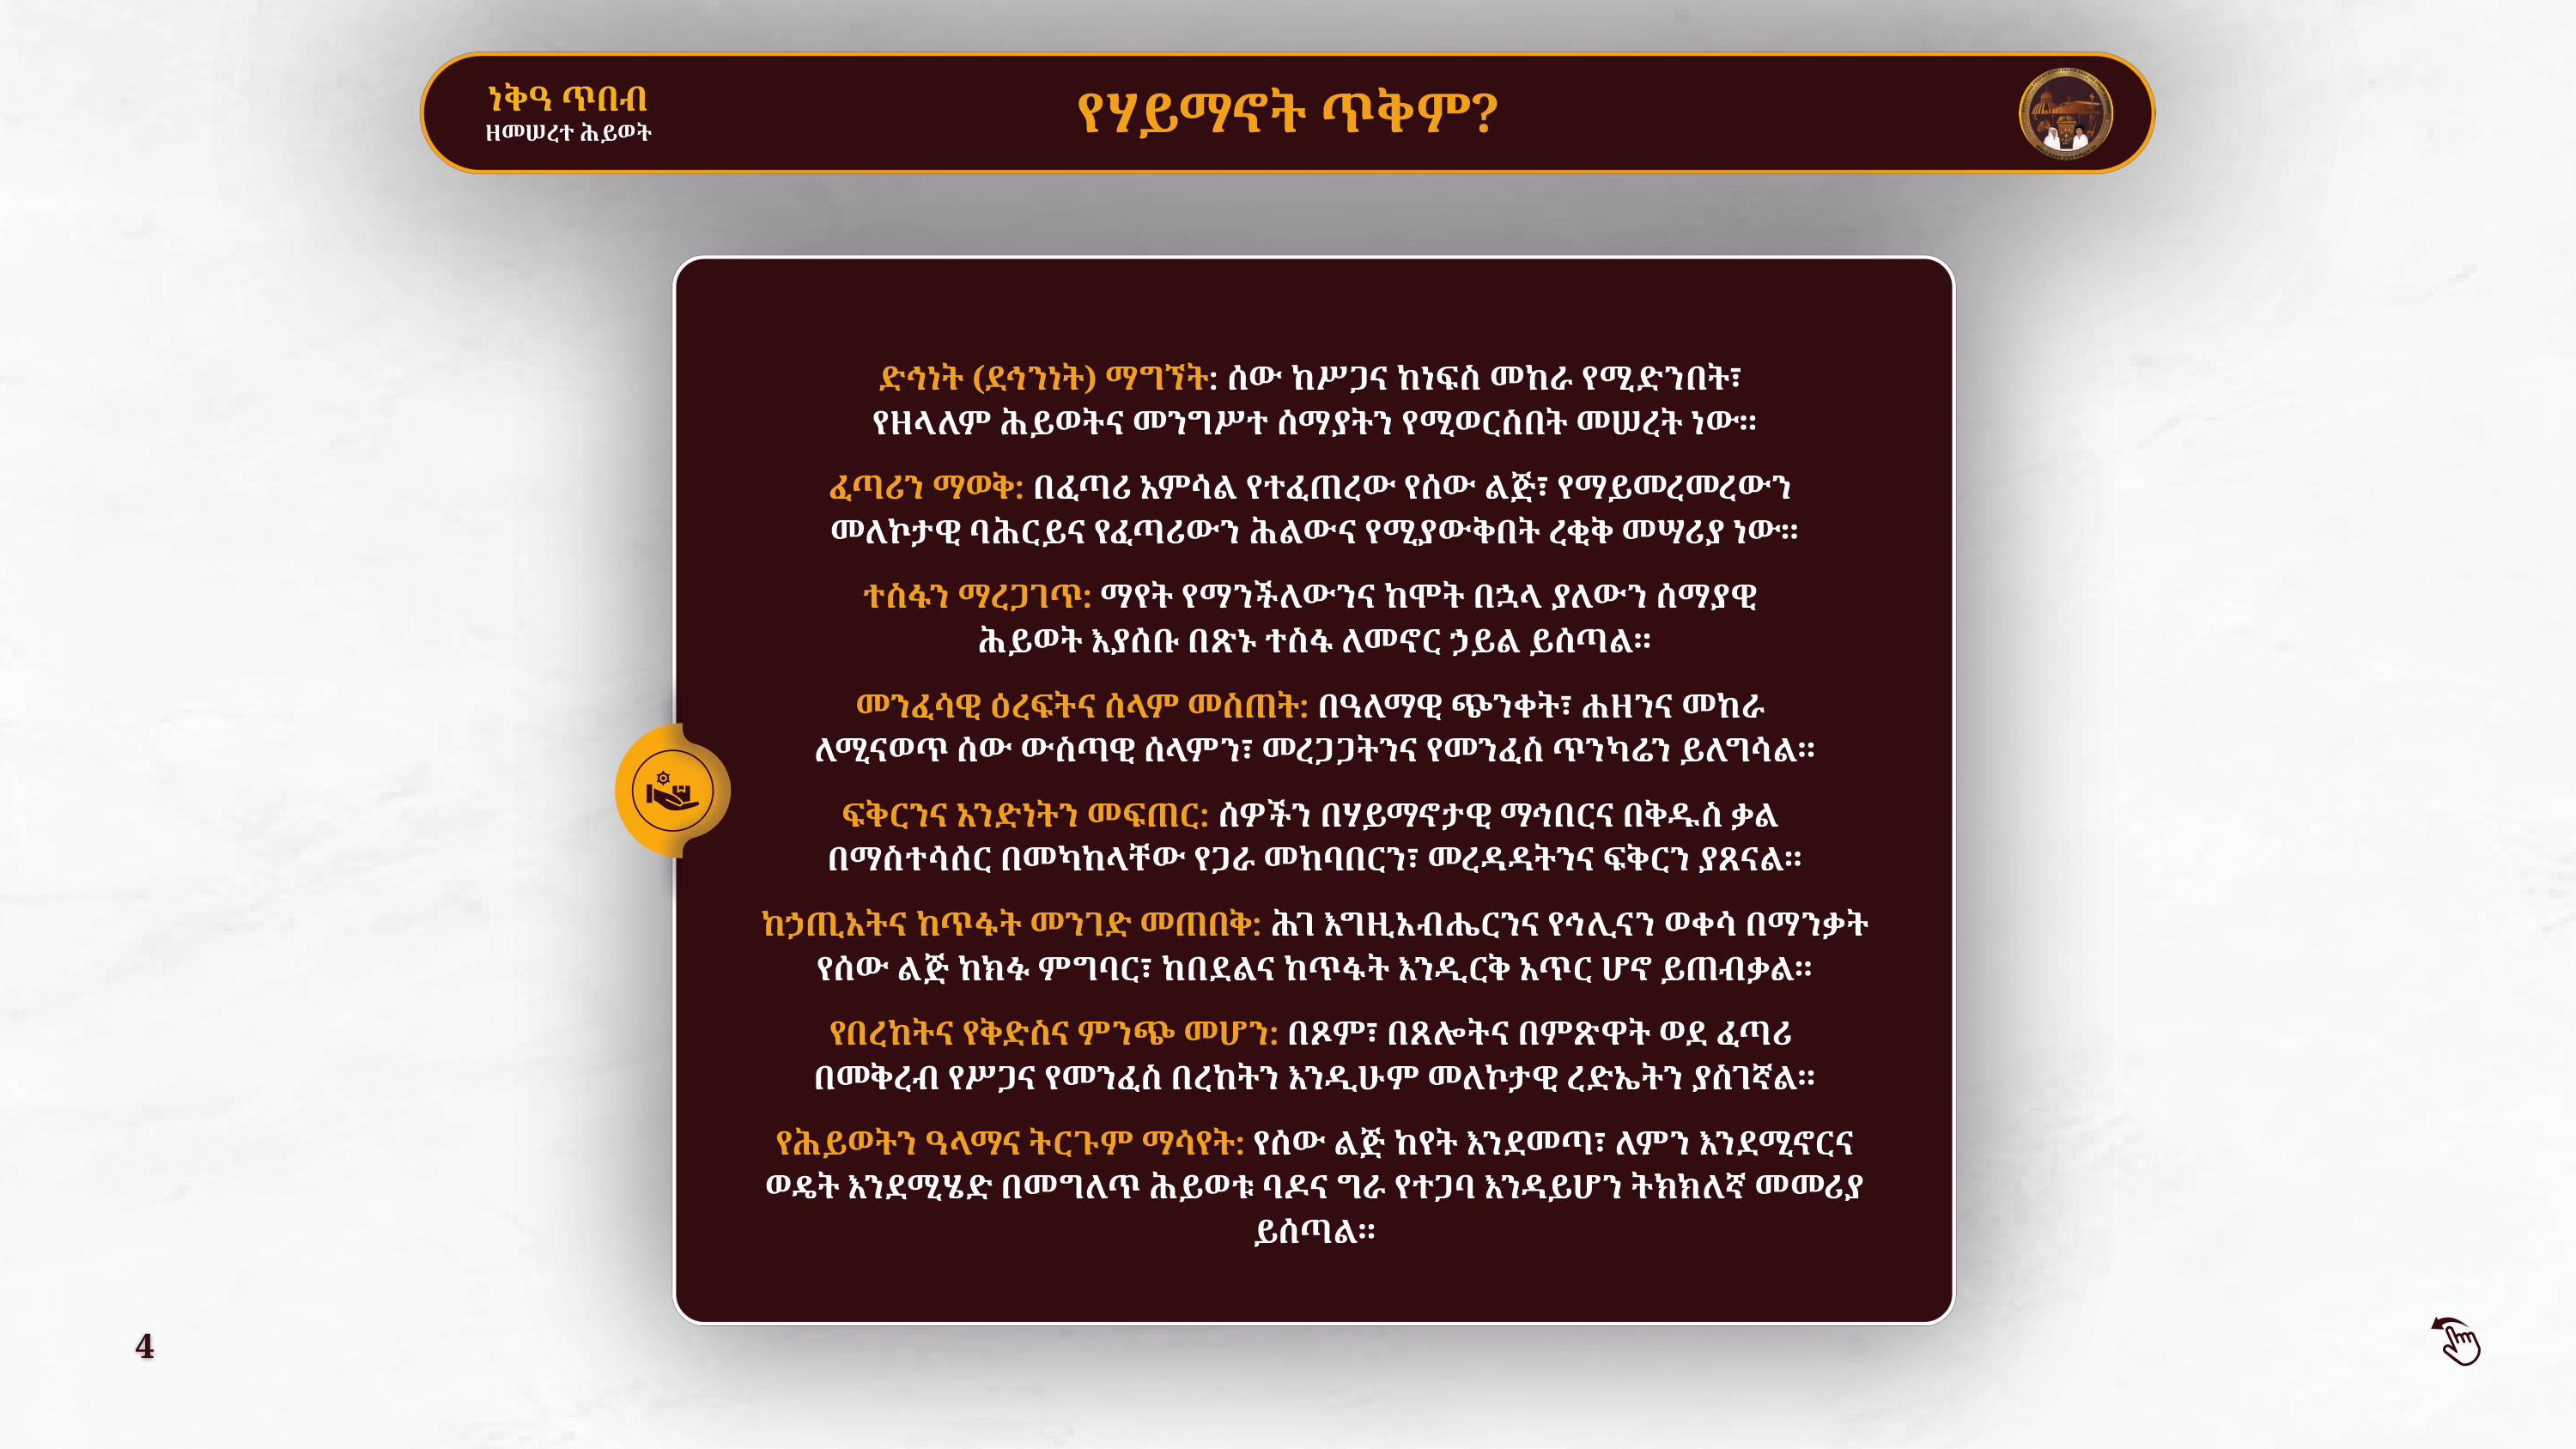 ነቅዓ ጥበብ
ዘመሠረተ ሕይወት
የሃይማኖት ጥቅም?
ድኅነት (ደኅንነት) ማግኘት: ሰው ከሥጋና ከነፍስ መከራ የሚድንበት፣
የዘላለም ሕይወትና መንግሥተ ሰማያትን የሚወርስበት መሠረት ነው።
ፈጣሪን ማወቅ: በፈጣሪ አምሳል የተፈጠረው የሰው ልጅ፣ የማይመረመረውን
መለኮታዊ ባሕርይና የፈጣሪውን ሕልውና የሚያውቅበት ረቂቅ መሣሪያ ነው።
ተስፋን ማረጋገጥ: ማየት የማንችለውንና ከሞት በኋላ ያለውን ሰማያዊ
ሕይወት እያሰቡ በጽኑ ተስፋ ለመኖር ኃይል ይሰጣል።
መንፈሳዊ ዕረፍትና ሰላም መስጠት: በዓለማዊ ጭንቀት፣ ሐዘንና መከራ
ለሚናወጥ ሰው ውስጣዊ ሰላምን፣ መረጋጋትንና የመንፈስ ጥንካሬን ይለግሳል።
ፍቅርንና አንድነትን መፍጠር: ሰዎችን በሃይማኖታዊ ማኅበርና በቅዱስ ቃል
በማስተሳሰር በመካከላቸው የጋራ መከባበርን፣ መረዳዳትንና ፍቅርን ያጸናል።
ከኃጢአትና ከጥፋት መንገድ መጠበቅ: ሕገ እግዚአብሔርንና የኅሊናን ወቀሳ በማንቃት
የሰው ልጅ ከክፉ ምግባር፣ ከበደልና ከጥፋት እንዲርቅ አጥር ሆኖ ይጠብቃል።
የበረከትና የቅድስና ምንጭ መሆን: በጾም፣ በጸሎትና በምጽዋት ወደ ፈጣሪ
በመቅረብ የሥጋና የመንፈስ በረከትን እንዲሁም መለኮታዊ ረድኤትን ያስገኛል።
የሕይወትን ዓላማና ትርጉም ማሳየት: የሰው ልጅ ከየት እንደመጣ፣ ለምን እንደሚኖርና
ወዴት እንደሚሄድ በመግለጥ ሕይወቱ ባዶና ግራ የተጋባ እንዳይሆን ትክክለኛ መመሪያ
ይሰጣል።
4